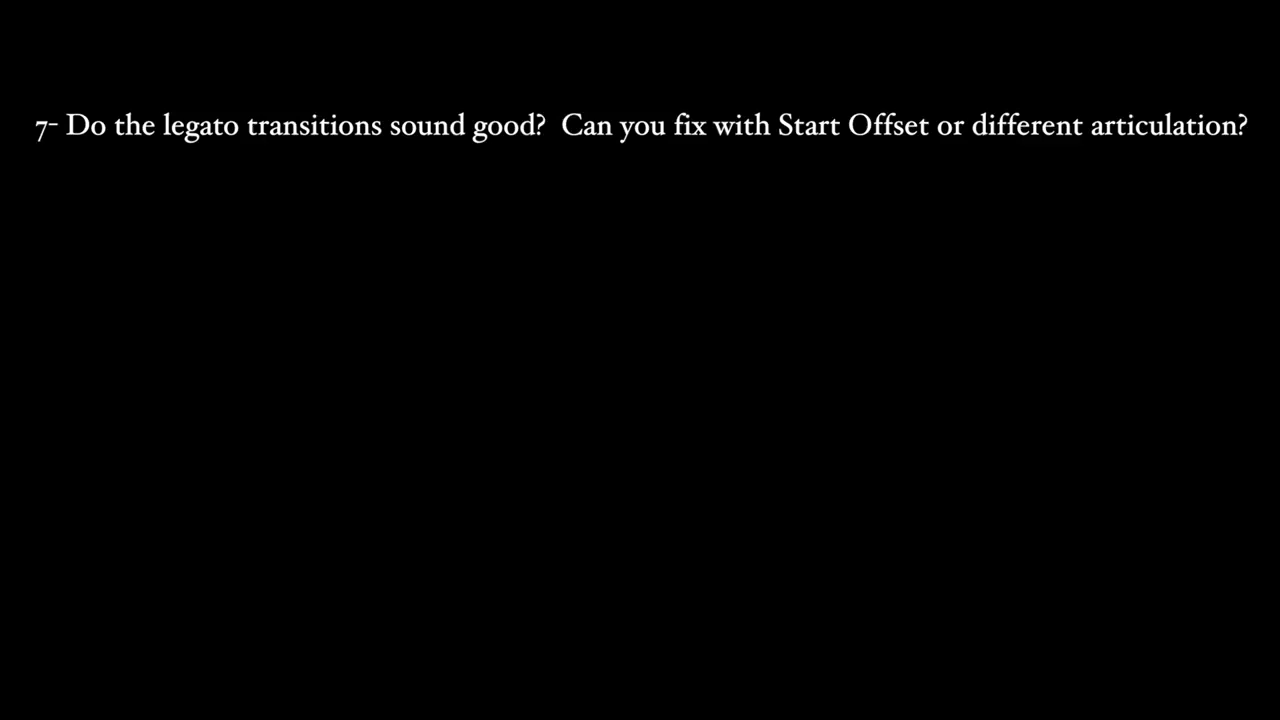 7- Do the legato transitions sound good?  Can you fix with Start Offset or different articulation?